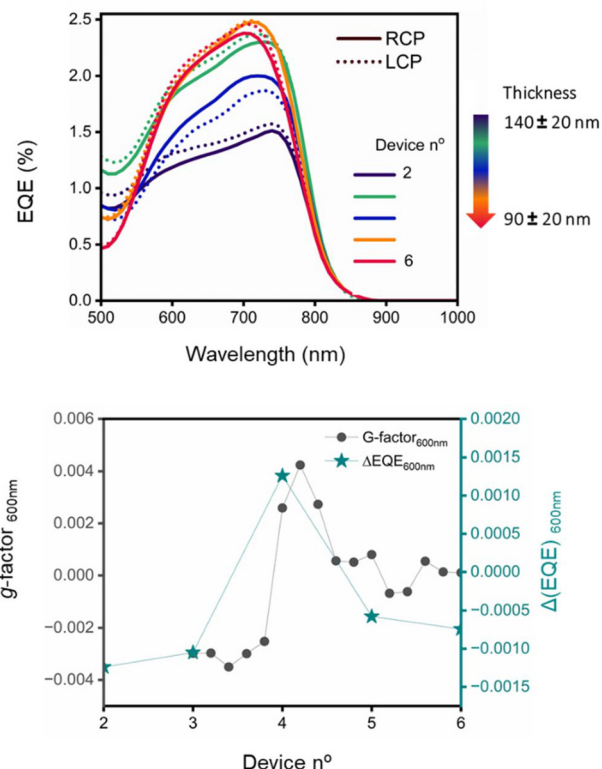 2.5
2.0
1.5
1.0
0.5
0.0
EQE (%)
RCP
LCP
Device nº
2
6
Thickness
140 ± 20 nm
90 ± 20 nm
500 600 700 800 900 1000
Wavelength (nm)
0.006
0.004
0.002
0.000
−0.002
−0.004
g-factor 600nm
G-factor600nm
ΔEQE600nm
0.0020
0.0015
0.0010
0.0005
0.0000
−0.0005
−0.0010
−0.0015
Δ(EQE) 600nm
2 3 4 5 6
Device nº